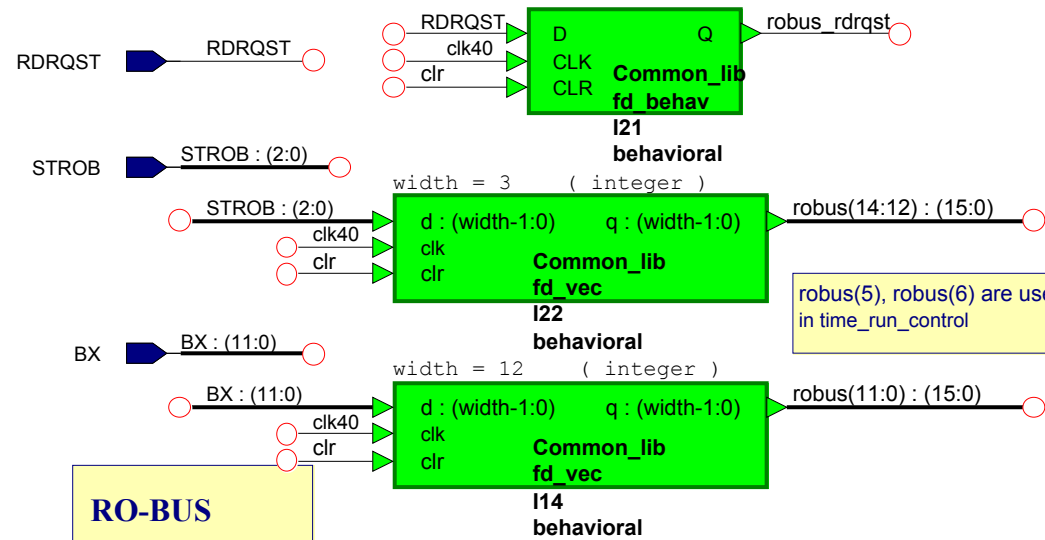 RDRQST
RDRQST
RDRQST
clk40
clr
D
CLK
CLR
Q
Common_lib
fd_behav
I21
behavioral
robus_rdrqst
STROB
STROB : (2:0)
width = 3 ( integer )
STROB : (2:0)
clk40
clr
d : (width-1:0)
clk
clr
q : (width-1:0)
Common_lib
fd_vec
I22
behavioral
robus(14:12) : (15:0)
robus(5), robus(6) are
in time_run_control
BX
BX : (11:0)
width = 12 ( integer )
BX : (11:0)
clk40
clr
d : (width-1:0)
clk
clr
q : (width-1:0)
Common_lib
fd_vec
I14
behavioral
robus(11:0) : (15:0)
RO-BUS